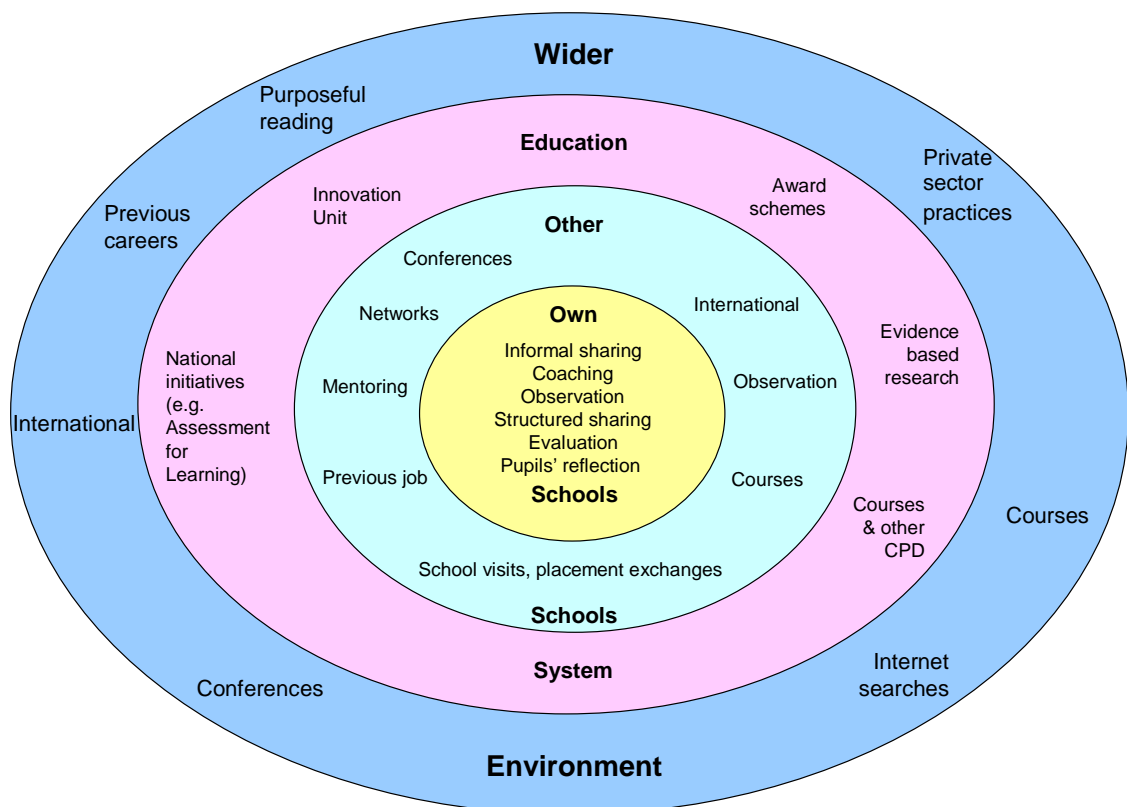 Wider
Purposeful
reading
Education
Private
sector
practices
Innovation
Unit
Award
schemes
Previous
careers
Other
Conferences
International
Networks
Own
Informal sharing
Coaching
Observation
Structured sharing
Evaluation
Pupils’ reflection
Schools
Evidence
based
research
National
initiatives
(e.g.
Assessment
for
Learning)
Mentoring
Observation
International
Previous job
Courses
Courses
& other
CPD
Courses
School visits, placement exchanges
Schools
System
Internet
searches
Conferences
Environment